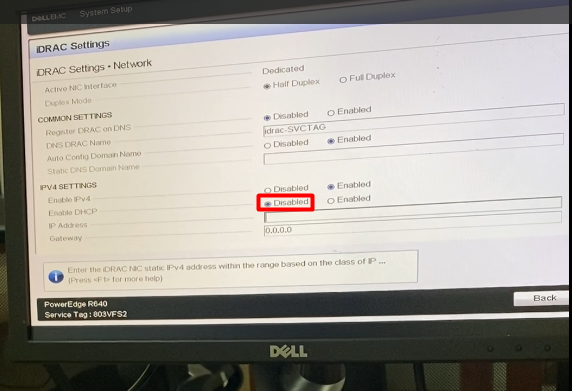 DELLEMC System Setup
iDRAC Settings
iDRAC Settings • Network
Active NIC Interface Dedicated
Duplex Mode Half Duplex Full Duplex
COMMON SETTINGS
Register DRAC on DNS Disabled Enabled
DNS DRAC Name idrac-SVCTAG
Auto Config Domain Name Disabled Enabled
Static DNS Domain Name
IPV4 SETTINGS
Enable IPv4 Disabled Enabled
Enable DHCP Disabled Enabled
IP Address
Gateway 0.0.0.0
Enter the iDRAC NIC static IPv4 address within the range based on the class of IP ...
(Press <F1> for more help)
PowerEdge R640
Service Tag : 803VFS2
Back
DELL